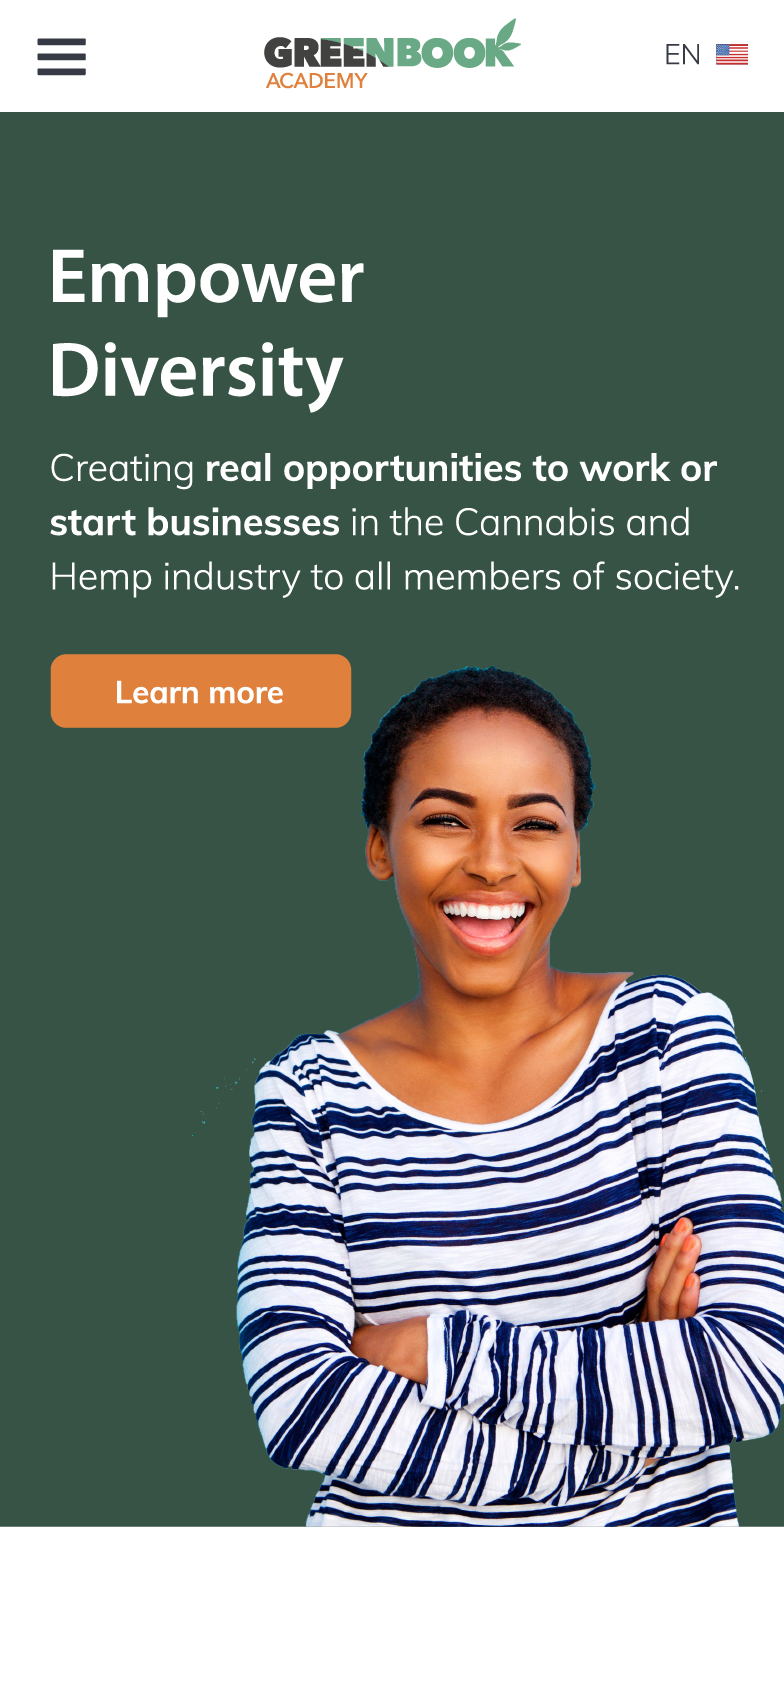 GREENBOOK
ACADEMY
EN
Empower
Diversity
Creating real opportunities to work or
start businesses in the Cannabis and
Hemp industry to all members of society.
Learn more